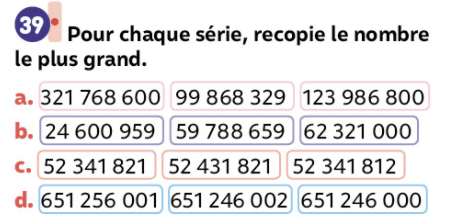 39 Pour chaque série, recopie le nombre
le plus grand.
a. 321 768 600 99 868 329 123 986 800
b. 24 600 959 59 788 659 62 321 000
c. 52 341 821 52 431 821 52 341 812
d. 651 256 001 651 246 002 651 246 000